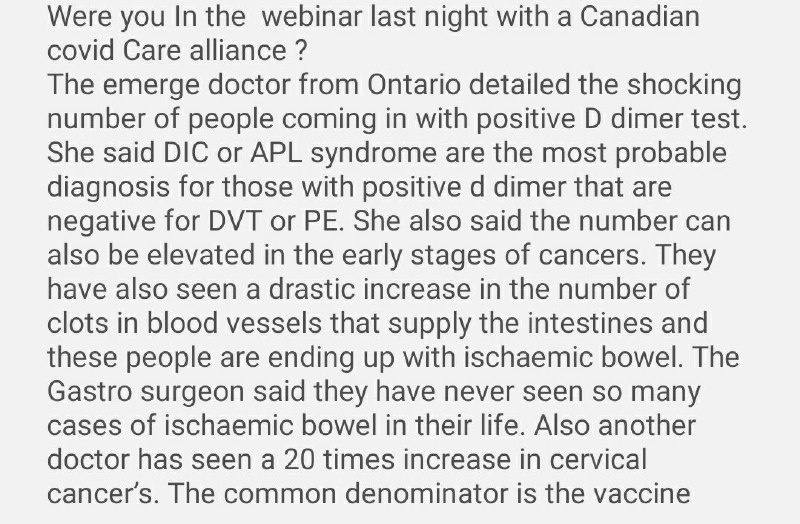 Were you In the  webinar last night with a Canadian
covid Care alliance ?
The emerge doctor from Ontario detailed the shocking
number of people coming in with positive D dimer test.
She said DIC or APL syndrome are the most probable
diagnosis for those with positive d dimer that are
negative for DVT or PE. She also said the number can
also be elevated in the early stages of cancers. They
have also seen a drastic increase in the number of
clots in blood vessels that supply the intestines and
these people are ending up with ischaemic bowel. The
Gastro surgeon said they have never seen so many
cases of ischaemic bowel in their life. Also another
doctor has seen a 20 times increase in cervical
cancer’s. The common denominator is the vaccine